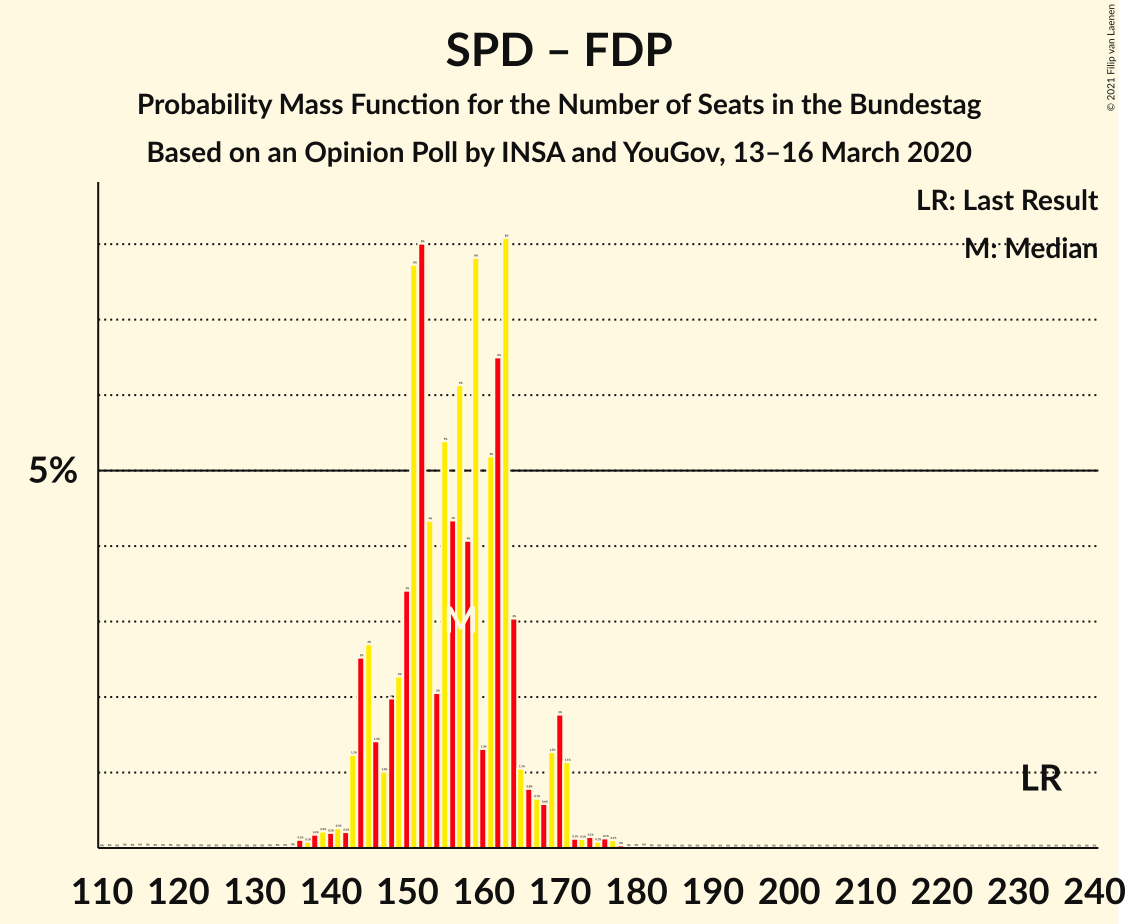 SPD – FDP
Probability Mass Function for the Number of Seats in the Bundestag
Based on an Opinion Poll by INSA and YouGov, 13–16 March 2020
© 2021 Filip van Laenen
LR: Last Result
M: Median
5%
M
LR
110 120 130 140 150 160 170 180 190 200 210 220 230 240